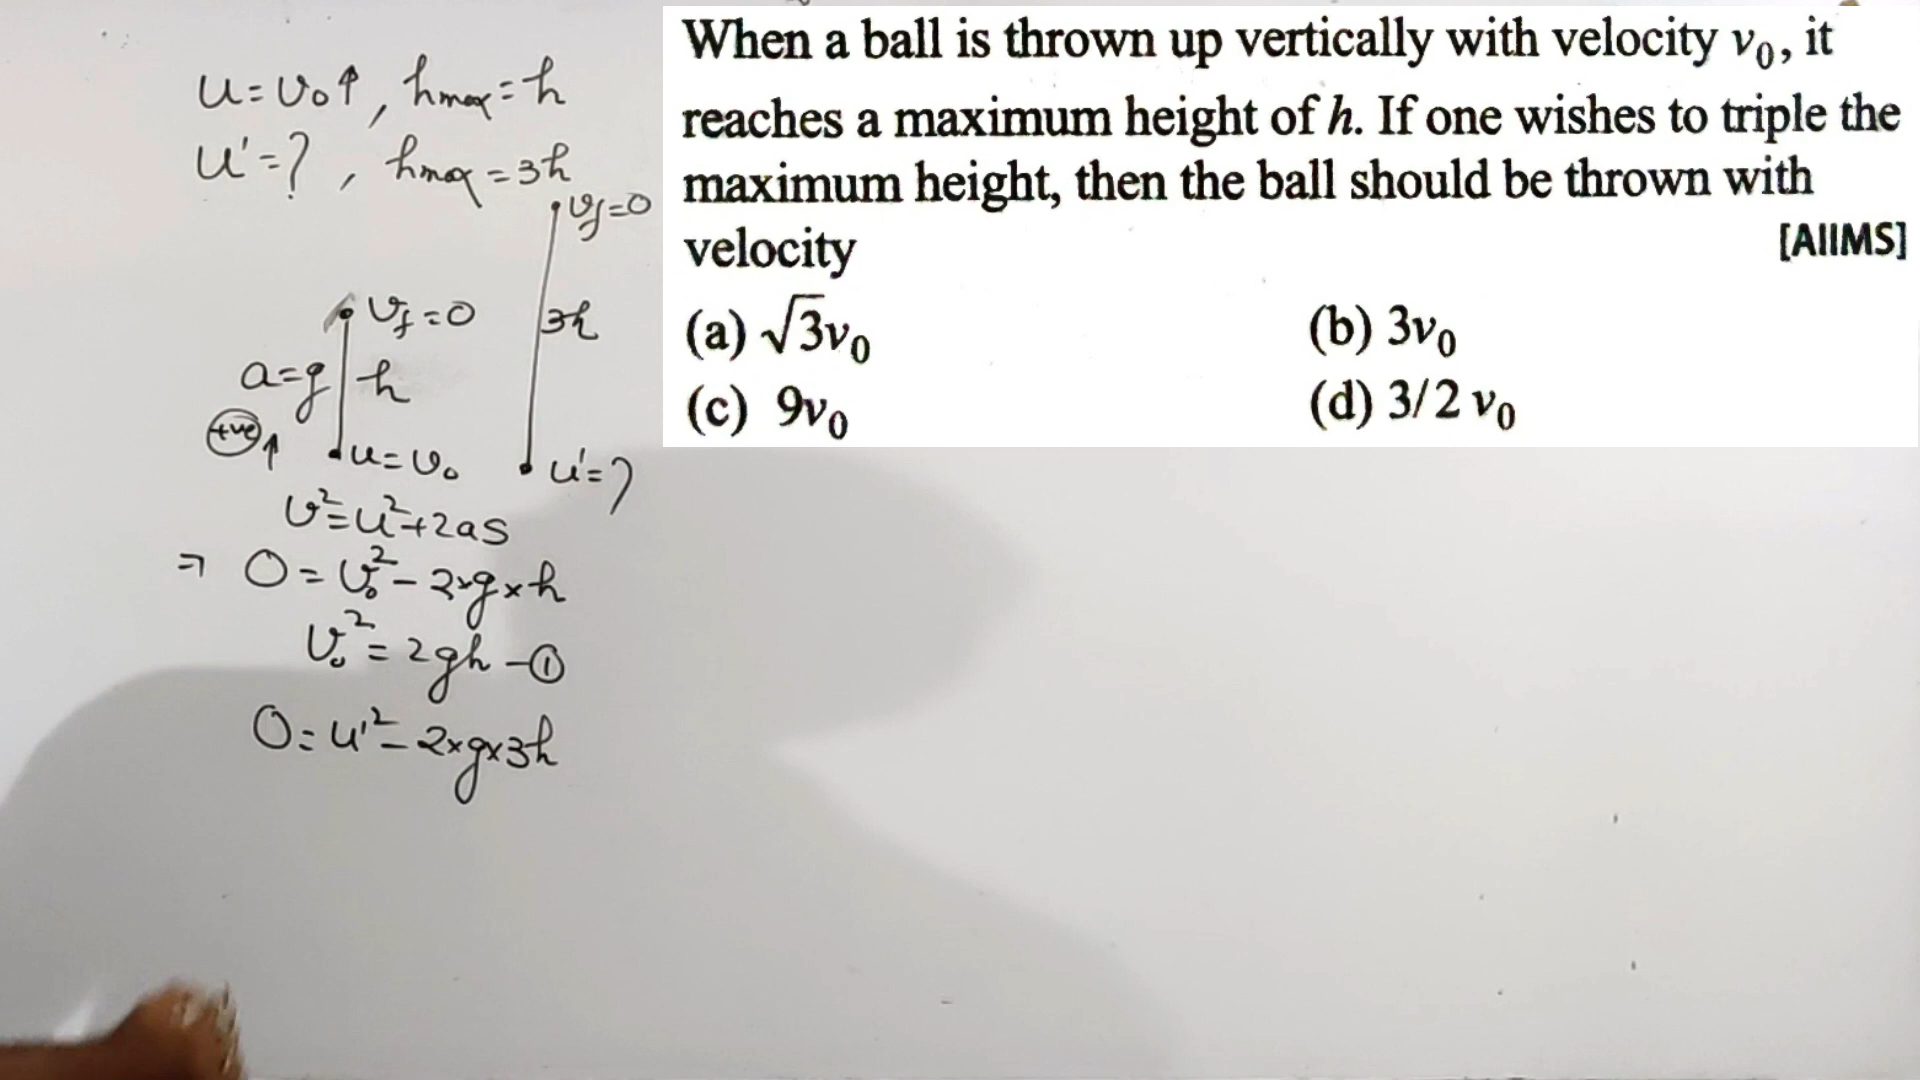 When a ball is thrown up vertically with velocity v₀, it
reaches a maximum height of h. If one wishes to triple the
maximum height, then the ball should be thrown with
velocity [AIIMS]
(a) √3v₀ (b) 3v₀
(c) 9v₀ (d) 3/2 v₀
u=v₀↑, hmax=h
u'=?, hmax=3h
vf=0
vf=0
3h
a=g
h
+ve ↑
u=v₀
u'=?
v²=u²+2as
⇒ 0=v₀²-2×g×h
v₀²=2gh-①
0=u'²-2×g×3h